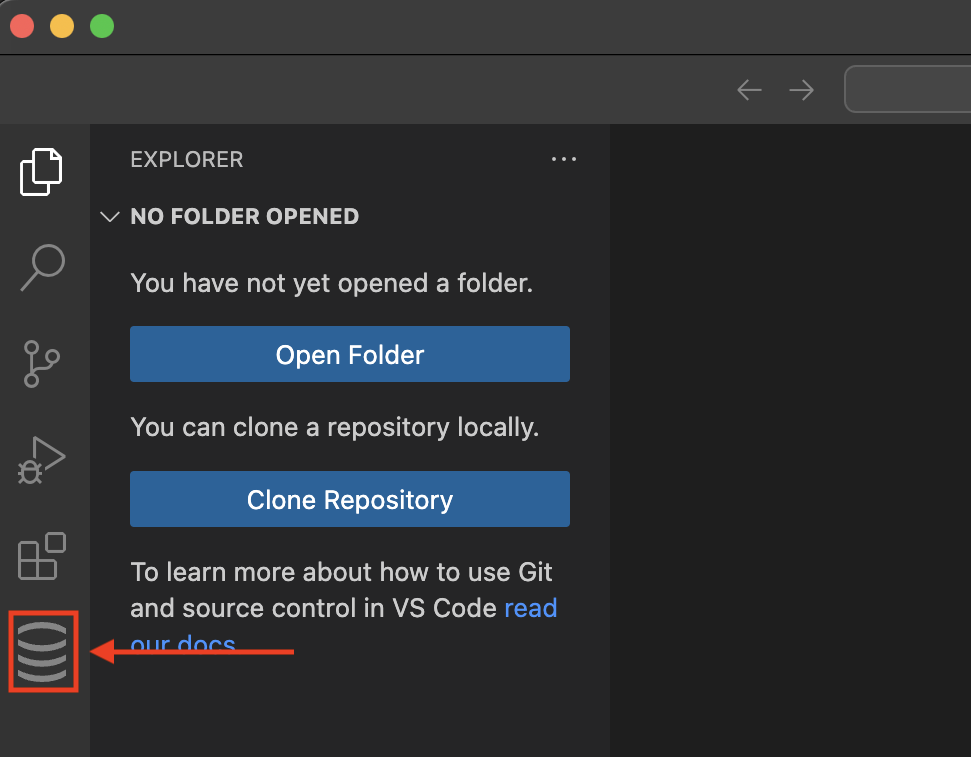 EXPLORER
NO FOLDER OPENED
You have not yet opened a folder.
Open Folder
You can clone a repository locally.
Clone Repository
To learn more about how to use Git
and source control in VS Code read
our docs